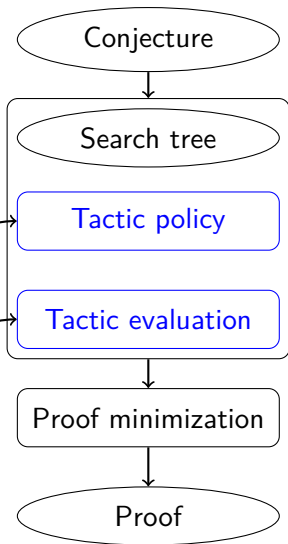 Conjecture
Search tree
Tactic policy
Tactic evaluation
Proof minimization
Proof